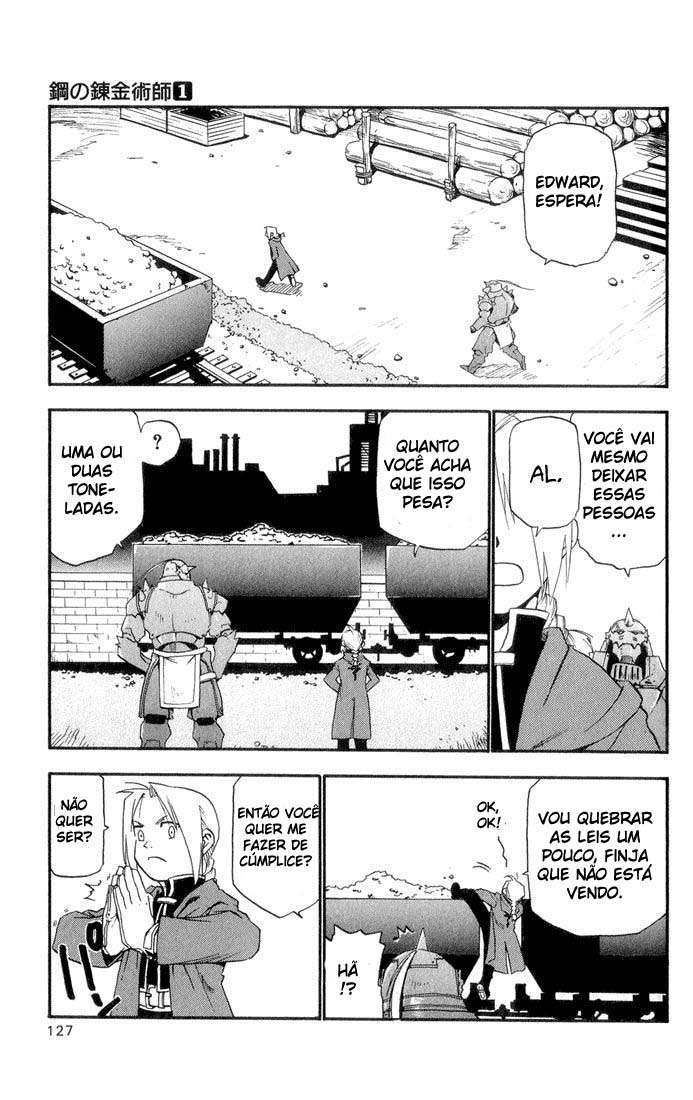 鋼の錬金術師1
EDWARD,
ESPERA!
VOCÊ VAI
MESMO
DEIXAR
ESSAS
PESSOAS
...
AL.
QUANTO
VOCÊ ACHA
QUE ISSO
PESA?
?
UMA OU
DUAS
TONE-
LADAS.
VOU QUEBRAR
AS LEIS UM
POUCO, FINJA
QUE NÃO ESTÁ
VENDO.
OK,
OK!
HÃ
!?
ENTÃO VOCÊ
QUER ME
FAZER DE
CÚMPLICE?
NÃO
QUER
SER?
127